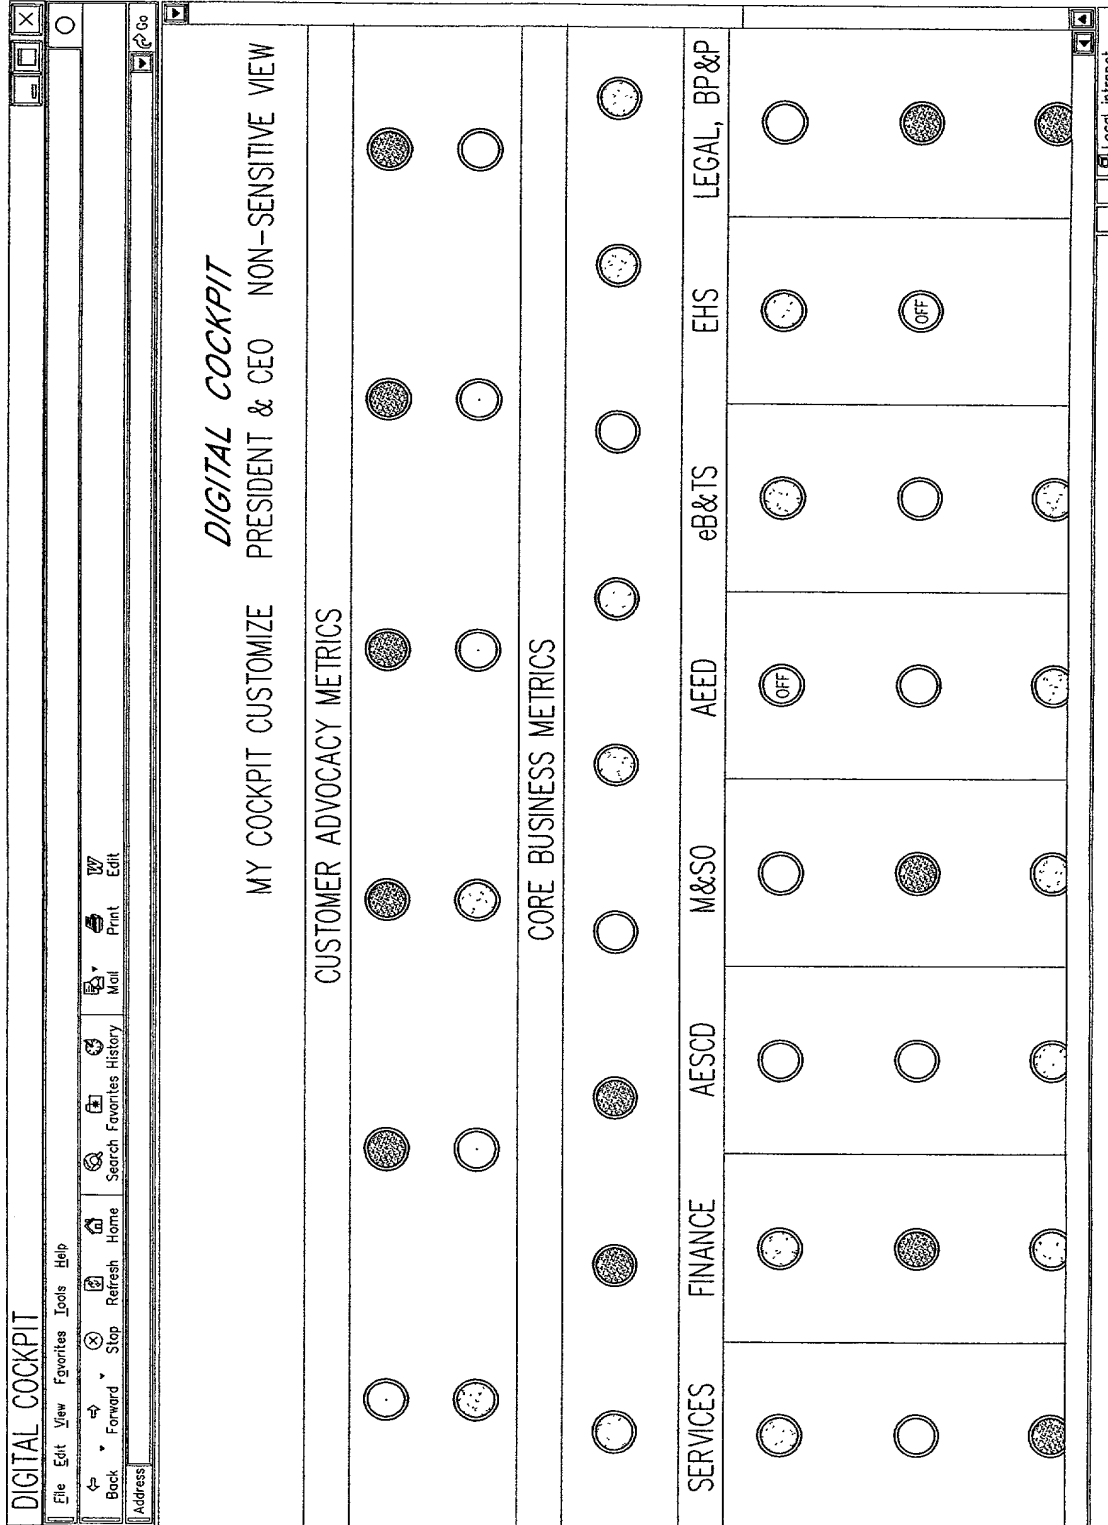 DIGITAL COCKPIT
File Edit View Favorites Tools Help
Back Forward Stop Refresh Home Search Favorites History Mail Print Edit
Address Go
DIGITAL COCKPIT
MY COCKPIT CUSTOMIZE PRESIDENT & CEO NON-SENSITIVE VIEW
CUSTOMER ADVOCACY METRICS
CORE BUSINESS METRICS
SERVICES FINANCE AESCD M&SO AEED eB&TS EHS LEGAL, BP&P
OFF
OFF
Local intranet